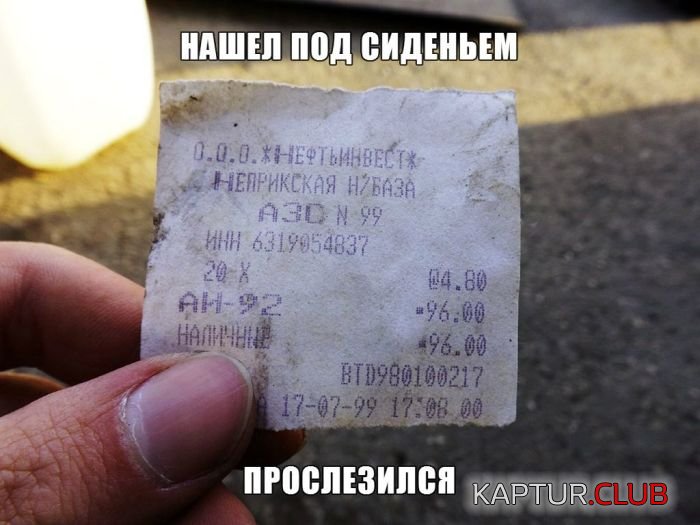 НАШЕЛ ПОД СИДЕНЬЕМ
О.О.О.*НЕФТЬИНВЕСТ*
НЕПРИКСКАЯ Н/БАЗА
АЗС N 99
ИНН 6319054837
20 X @4.80
АИ-92 =96.00
НАЛИЧНЫЕ =96.00
BTD980100217
А 17-07-99 17:08 00
ПРОСЛЕЗИЛСЯ
KAPTUR.CLUB